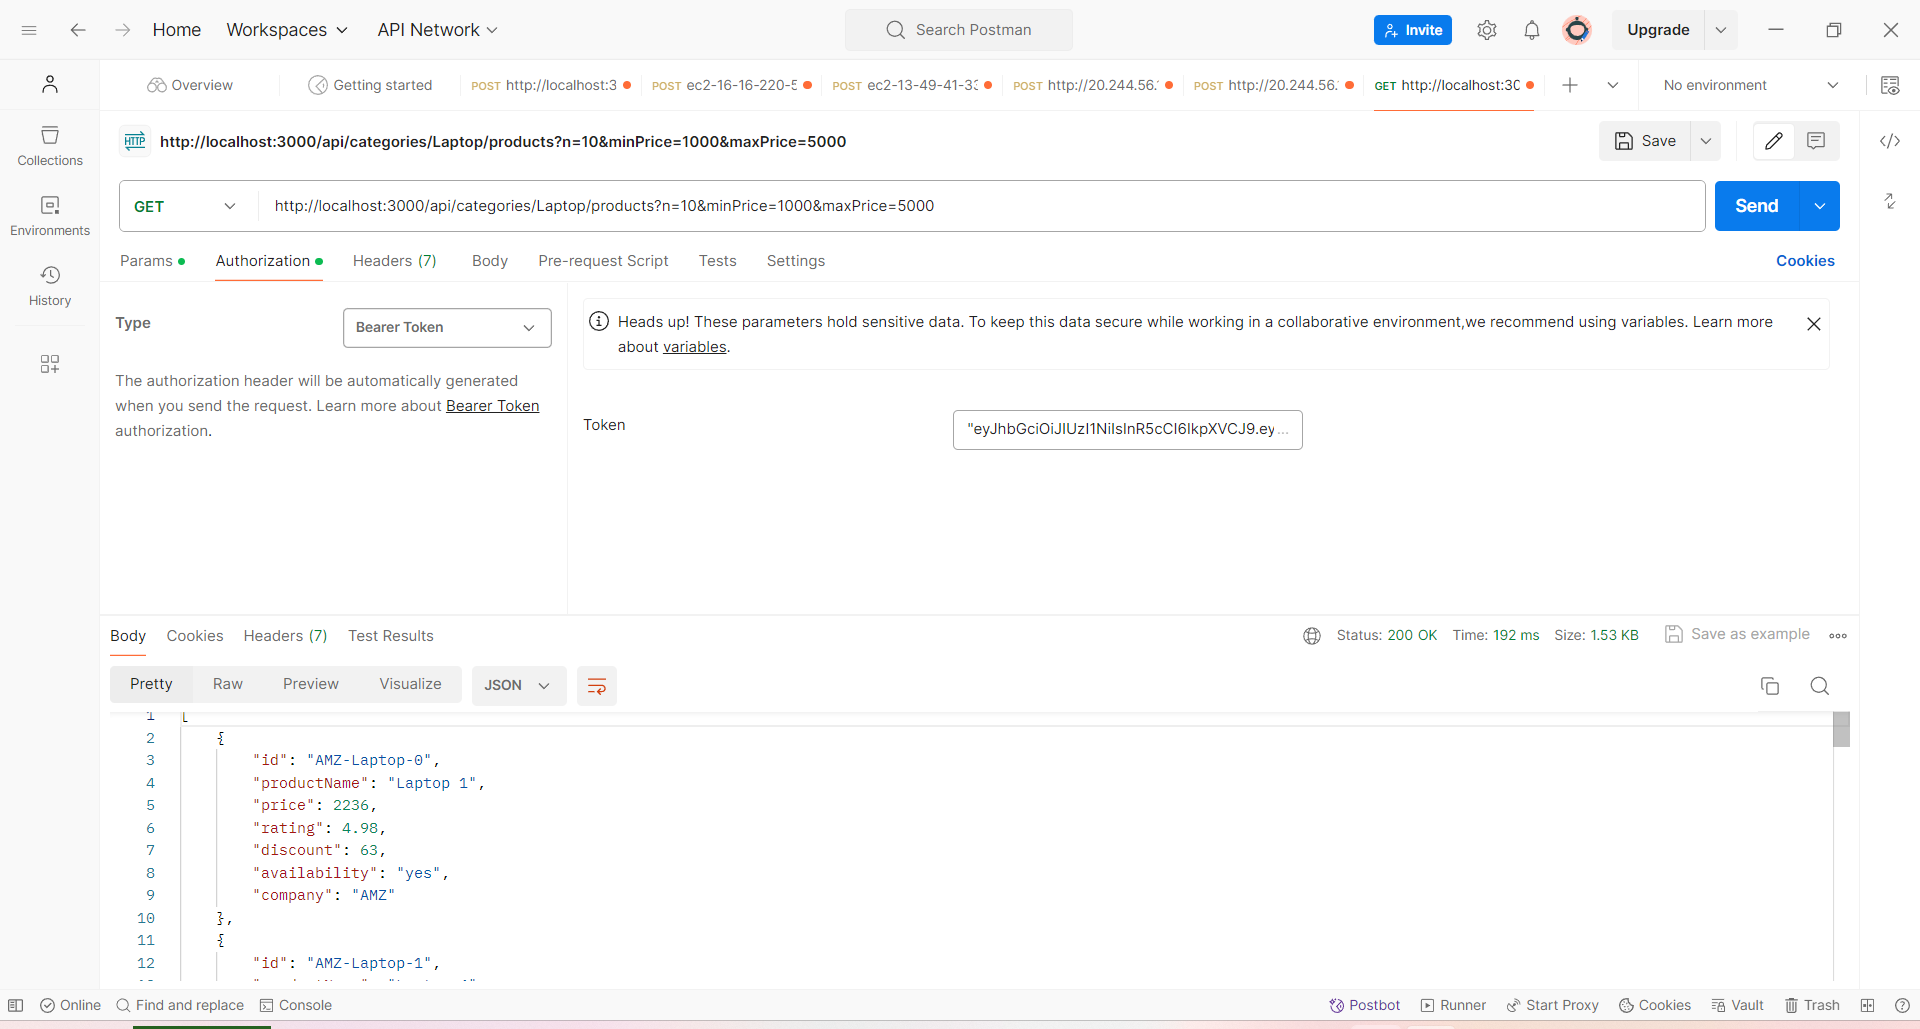 Home Workspaces API Network Search Postman Invite Upgrade
Overview Getting started POST http://localhost:3 POST ec2-16-16-220-5 POST ec2-13-49-41-33 POST http://20.244.56. POST http://20.244.56. GET http://localhost:30 No environment
HTTP http://localhost:3000/api/categories/Laptop/products?n=10&minPrice=1000&maxPrice=5000 Save
Collections
Environments
History
GET http://localhost:3000/api/categories/Laptop/products?n=10&minPrice=1000&maxPrice=5000 Send
Params Authorization Headers (7) Body Pre-request Script Tests Settings Cookies
Type Bearer Token
The authorization header will be automatically generated
when you send the request. Learn more about Bearer Token
authorization.
Heads up! These parameters hold sensitive data. To keep this data secure while working in a collaborative environment,we recommend using variables. Learn more
about variables.
Token "eyJhbGciOiJIUzI1NiIsInR5cCI6IkpXVCJ9.ey...
Body Cookies Headers (7) Test Results Status: 200 OK Time: 192 ms Size: 1.53 KB Save as example
Pretty Raw Preview Visualize JSON
1 [
2 {
3 "id": "AMZ-Laptop-0",
4 "productName": "Laptop 1",
5 "price": 2236,
6 "rating": 4.98,
7 "discount": 63,
8 "availability": "yes",
9 "company": "AMZ"
10 },
11 {
12 "id": "AMZ-Laptop-1",
Online Find and replace Console Postbot Runner Start Proxy Cookies Vault Trash